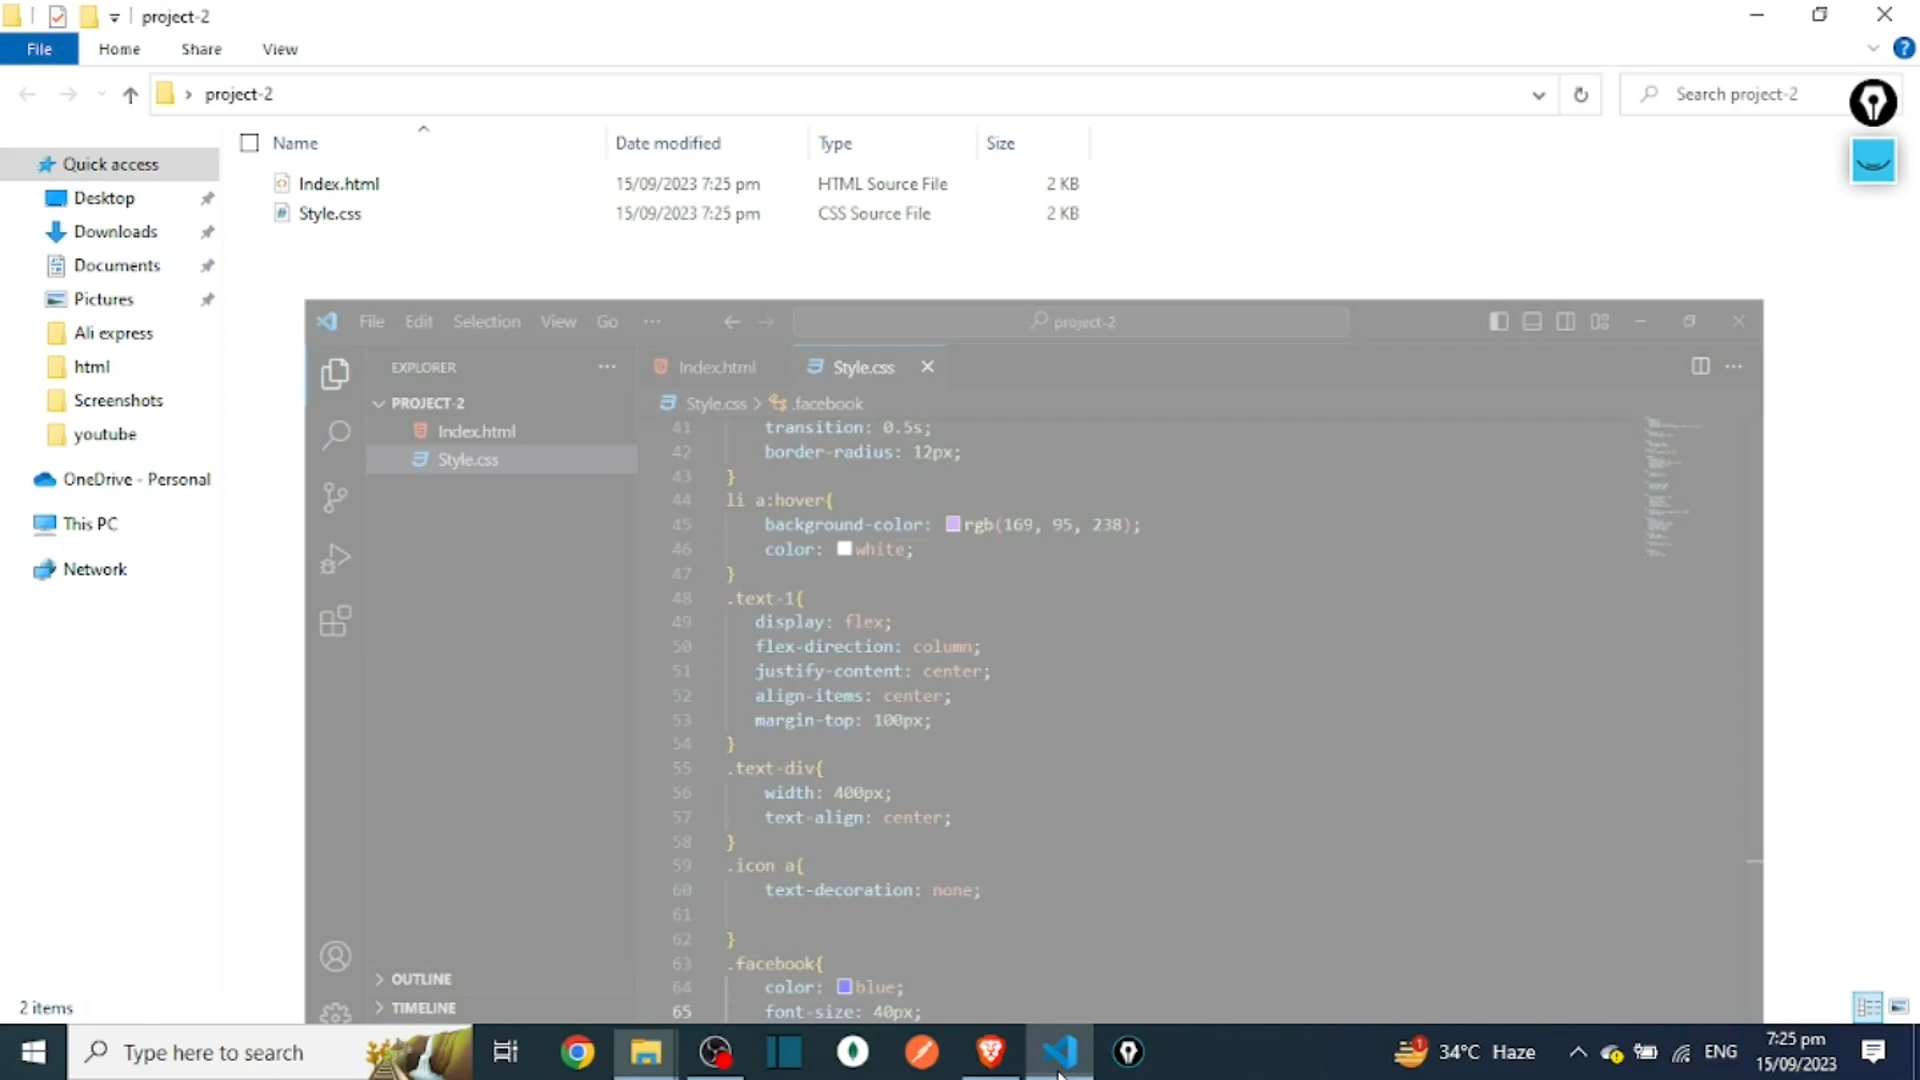 project-2
File Home Share View
project-2
Search project-2
Name Date modified Type Size
Index.html 15/09/2023 7:25 pm HTML Source File 2 KB
Style.css 15/09/2023 7:25 pm CSS Source File 2 KB
Quick access
Desktop
Downloads
Documents
Pictures
Ali express
html
Screenshots
youtube
OneDrive - Personal
This PC
Network
2 items
File Edit Selection View Go ...
project-2
EXPLORER
PROJECT-2
Index.html
Style.css
OUTLINE
TIMELINE
Index.html Style.css
Style.css > .facebook
41 transition: 0.5s;
42 border-radius: 12px;
43 }
44 li a:hover{
45 background-color: rgb(169, 95, 238);
46 color: white;
47 }
48 .text-1{
49 display: flex;
50 flex-direction: column;
51 justify-content: center;
52 align-items: center;
53 margin-top: 100px;
54 }
55 .text-div{
56 width: 400px;
57 text-align: center;
58 }
59 .icon a{
60 text-decoration: none;
61
62 }
63 .facebook{
64 color: blue;
65 font-size: 40px;
Type here to search
1
34°C Haze
ENG
7:25 pm
15/09/2023